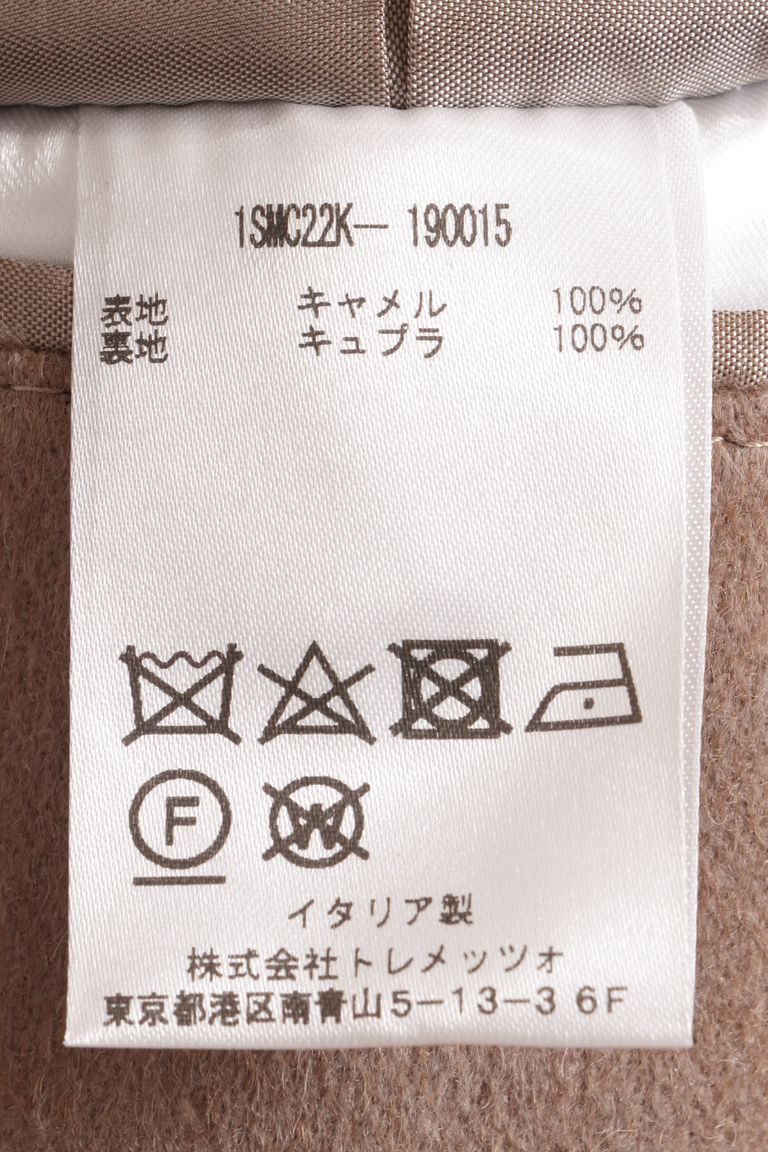 1SMC22K— 190015
表地 キャメル 100%
裏地 キュプラ 100%
F W
イタリア製
株式会社トレメッツォ
東京都港区南青山5−13−3 6F